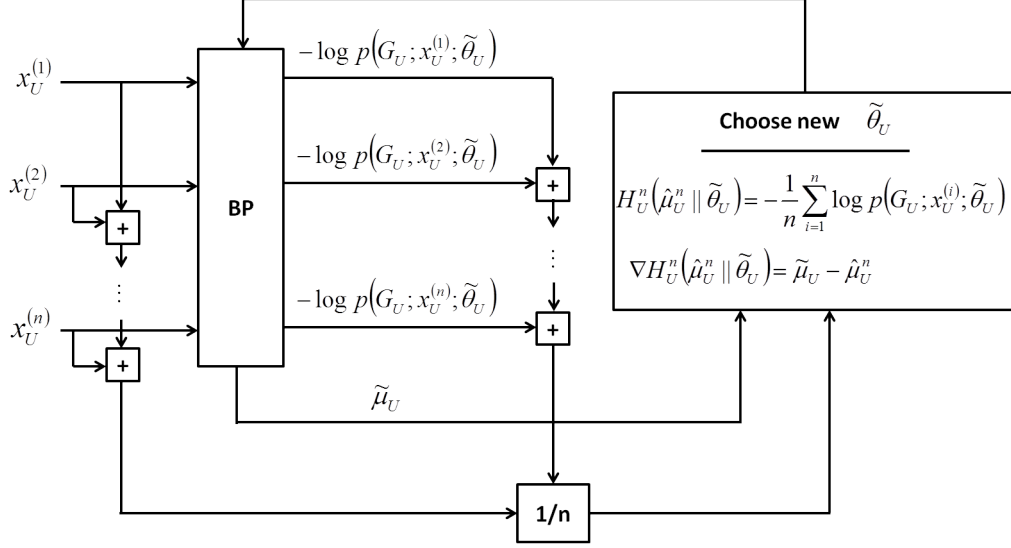 x_U^{(1)}
x_U^{(2)}
+
⋮
x_U^{(n)}
+
BP
−log p(G_U; x_U^{(1)}; θ̃_U)
−log p(G_U; x_U^{(2)}; θ̃_U)
+
⋮
−log p(G_U; x_U^{(n)}; θ̃_U)
+
μ̃_U
1/n
Choose new θ̃_U
H_U^n(μ̂_U^n || θ̃_U) = −\frac{1}{n} \sum_{i=1}^{n} log p(G_U; x_U^{(i)}; θ̃_U)
∇H_U^n(μ̂_U^n || θ̃_U) = μ̃_U − μ̂_U^n